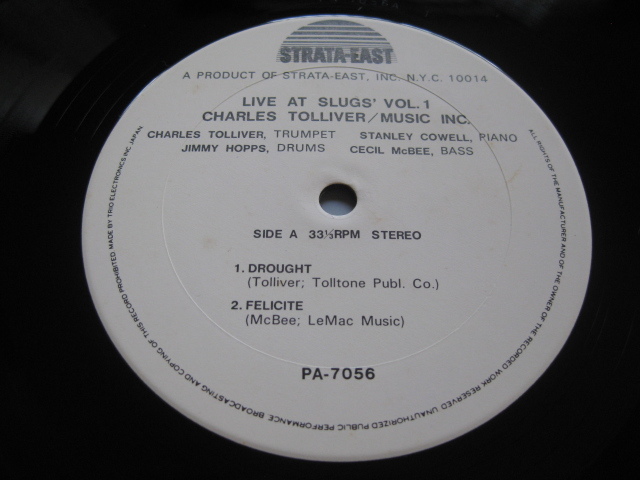 STRATA-EAST
A PRODUCT OF STRATA-EAST, INC. N.Y.C. 10014
LIVE AT SLUGS' VOL. 1
CHARLES TOLLIVER/MUSIC INC.
CHARLES TOLLIVER, TRUMPET STANLEY COWELL, PIANO
JIMMY HOPPS, DRUMS CECIL McBEE, BASS
SIDE A 33⅓RPM STEREO
1. DROUGHT
(Tolliver; Tolltone Publ. Co.)
2. FELICITE
(McBee; LeMac Music)
PA-7056
ALL RIGHTS OF THE MANUFACTURER AND OF THE OWNER OF THE RECORDED WORK RESERVED UNAUTHORIZED PUBLIC PERFORMANCE BROADCASTING AND COPYING OF THIS RECORD PROHIBITED. MADE BY TRIO ELECTRONICS INC. JAPAN